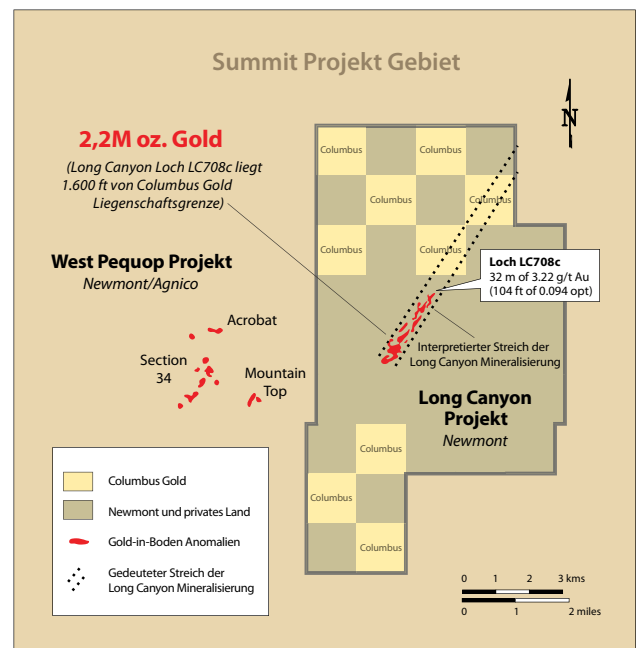 Summit Projekt Gebiet
N
2,2M oz. Gold
(Long Canyon Loch LC708c liegt
1.600 ft von Columbus Gold
Liegenschaftsgrenze)
Columbus
Columbus
Columbus
Columbus
Columbus
Columbus
West Pequop Projekt
Newmont/Agnico
Loch LC708c
32 m of 3.22 g/t Au
(104 ft of 0.094 opt)
Acrobat
Section
34
Mountain
Top
Interpretierter Streich der
Long Canyon Mineralisierung
Long Canyon
Projekt
Newmont
Columbus
Columbus
Columbus
Columbus Gold
Newmont und privates Land
Gold-in-Boden Anomalien
Gedeuteter Streich der
Long Canyon Mineralisierung
0 1 2 3 kms
0 1 2 miles